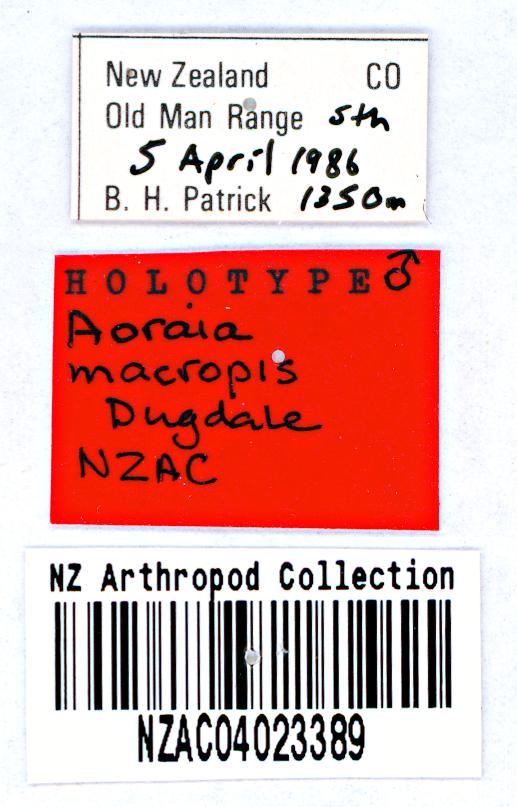 New Zealand CO
Old Man Range sth
5 April 1986
B. H. Patrick 1350m
HOLOTYPE♂
Aoraia
macropis
Dugdale
NZAC
NZ Arthropod Collection
NZAC04023389